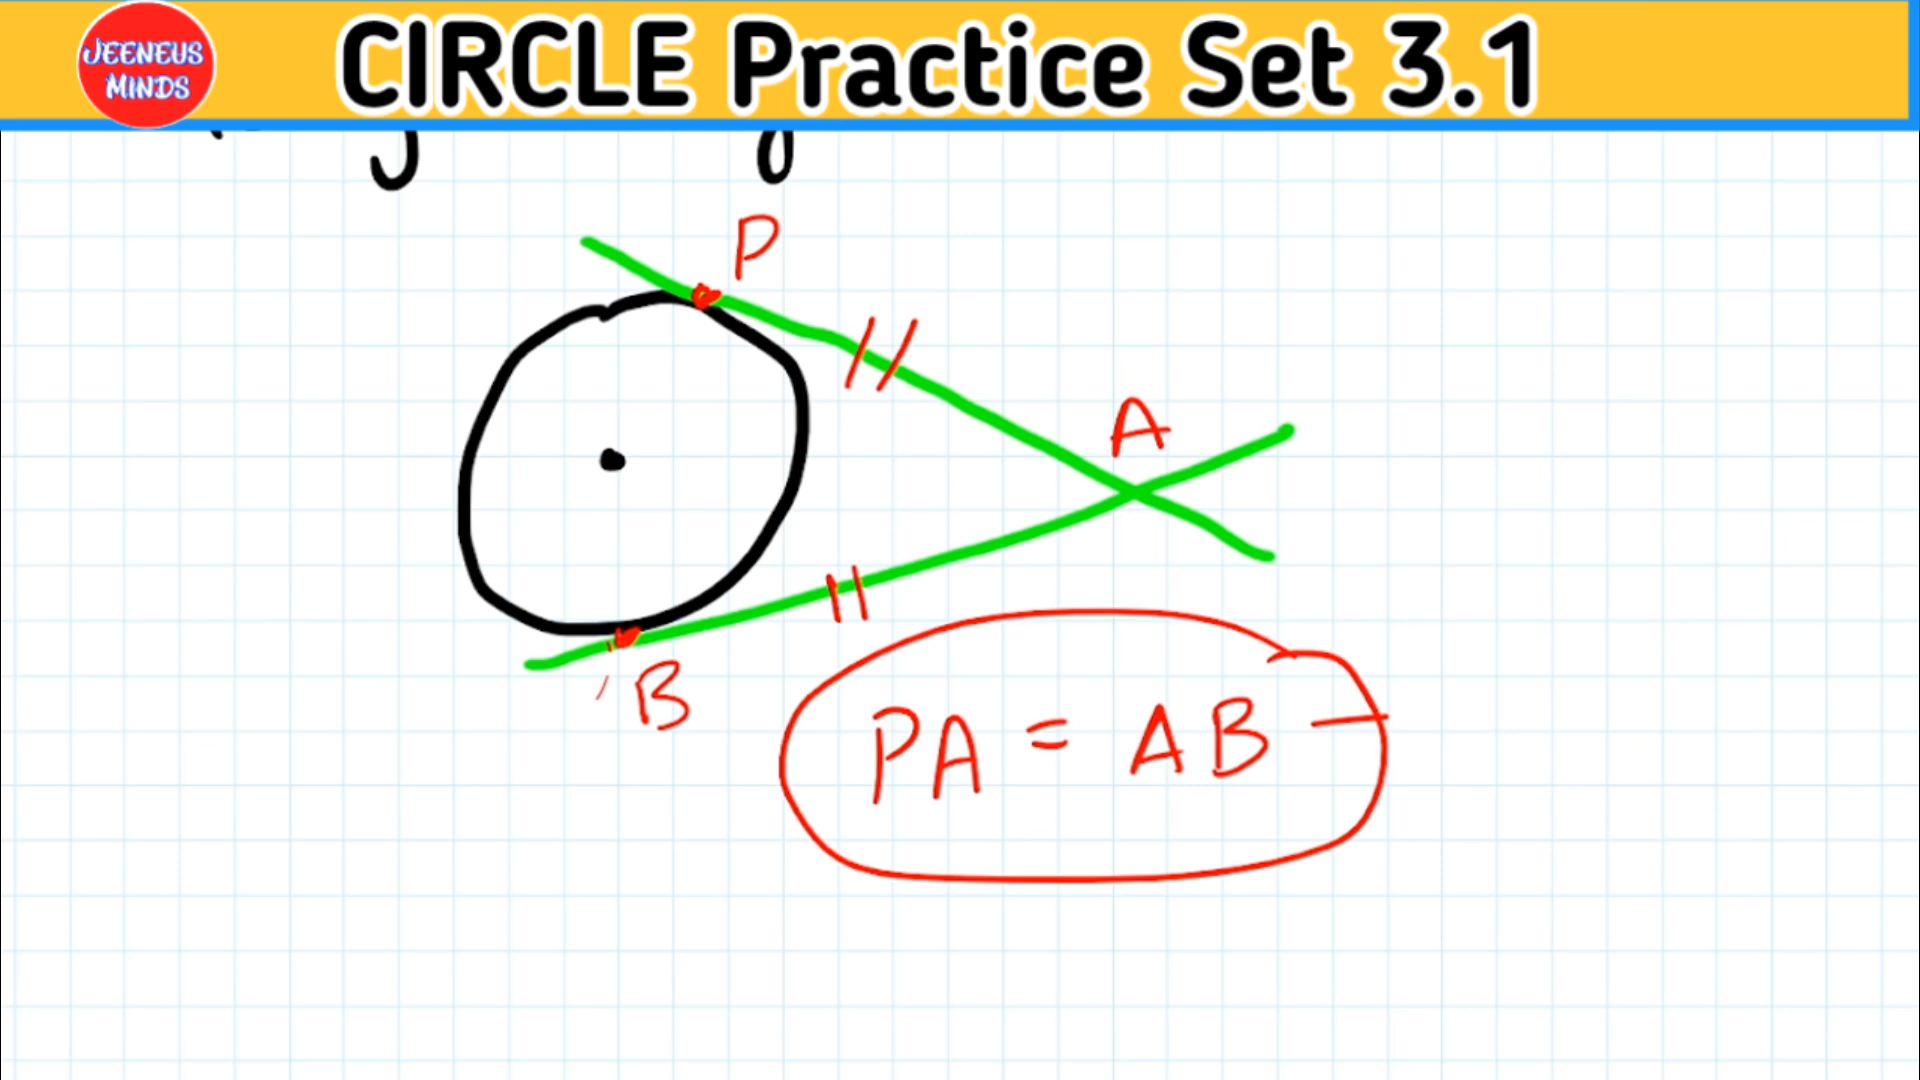 JEENEUS
MINDS
CIRCLE Practice Set 3.1
P
A
B
PA = AB -